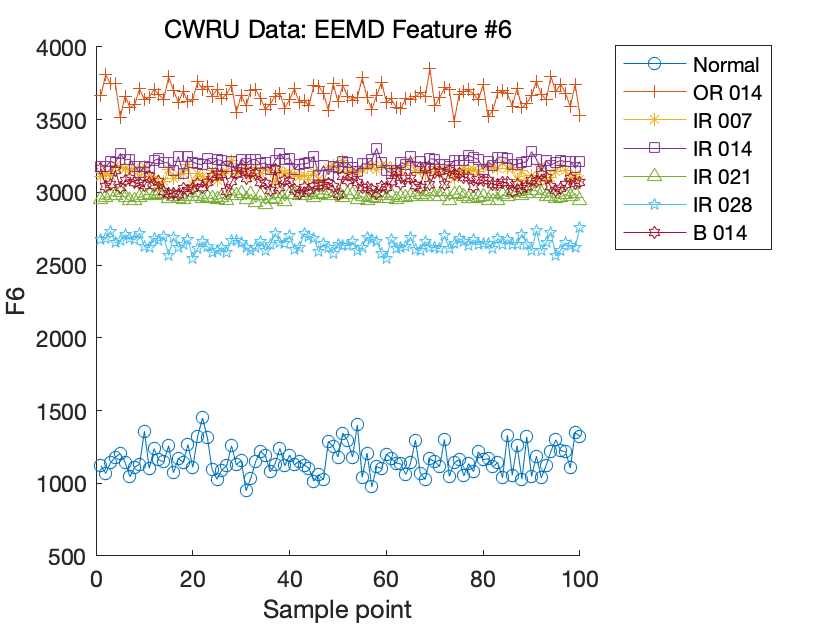 CWRU Data: EEMD Feature #6
4000
3500
3000
2500
2000
1500
1000
500
F6
0
20
40
60
80
100
Sample point
Normal
OR 014
IR 007
IR 014
IR 021
IR 028
B 014